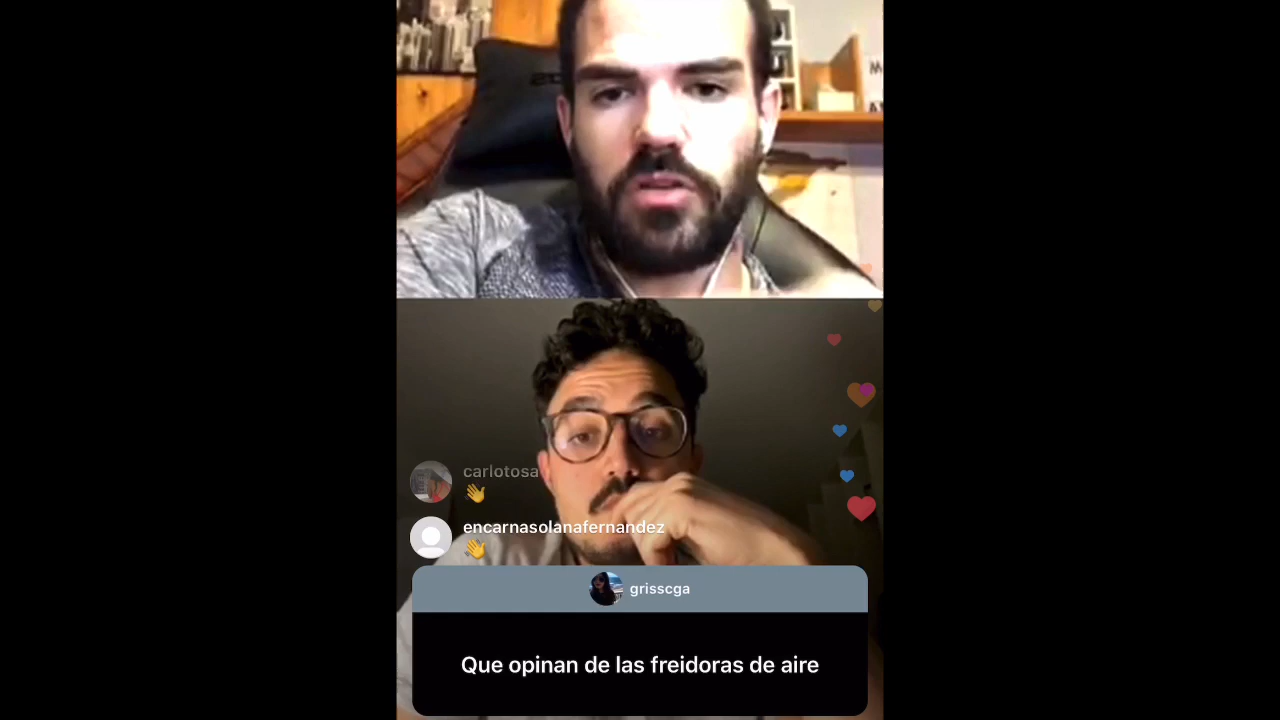 carlotosa
encarnasolanafernandez
grisscga
Que opinan de las freidoras de aire